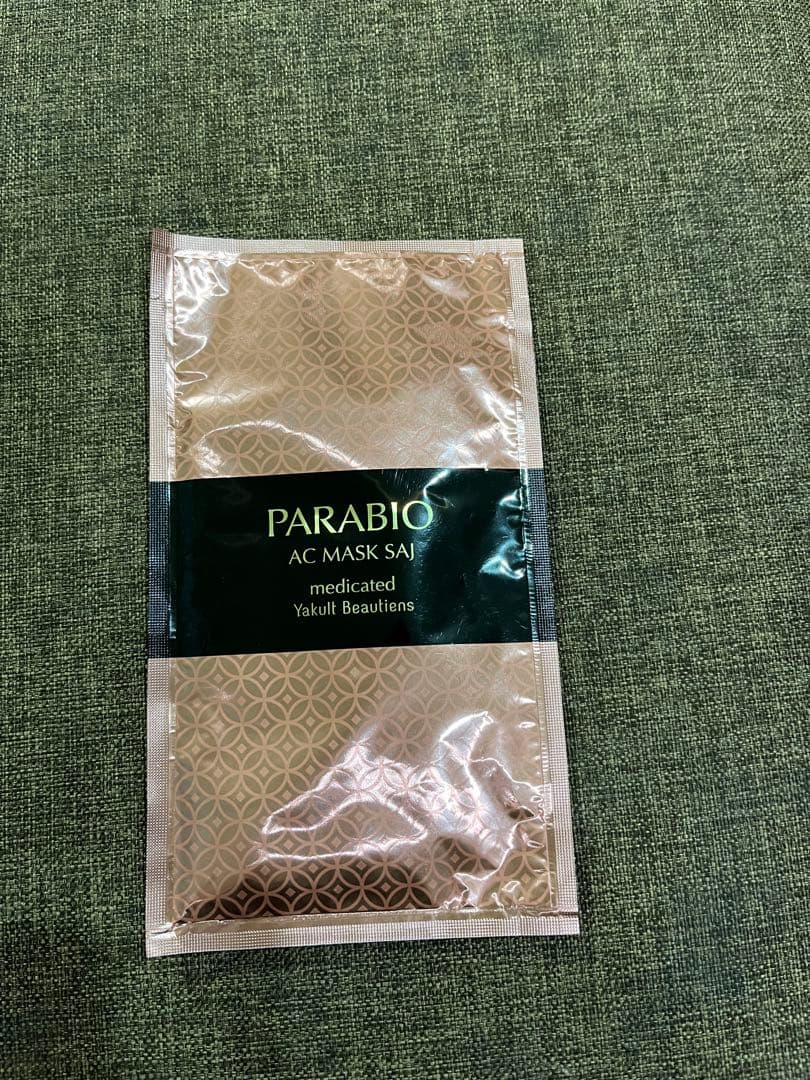 PARABIO
AC MASK SAJ
medicated
Yakult Beautiens